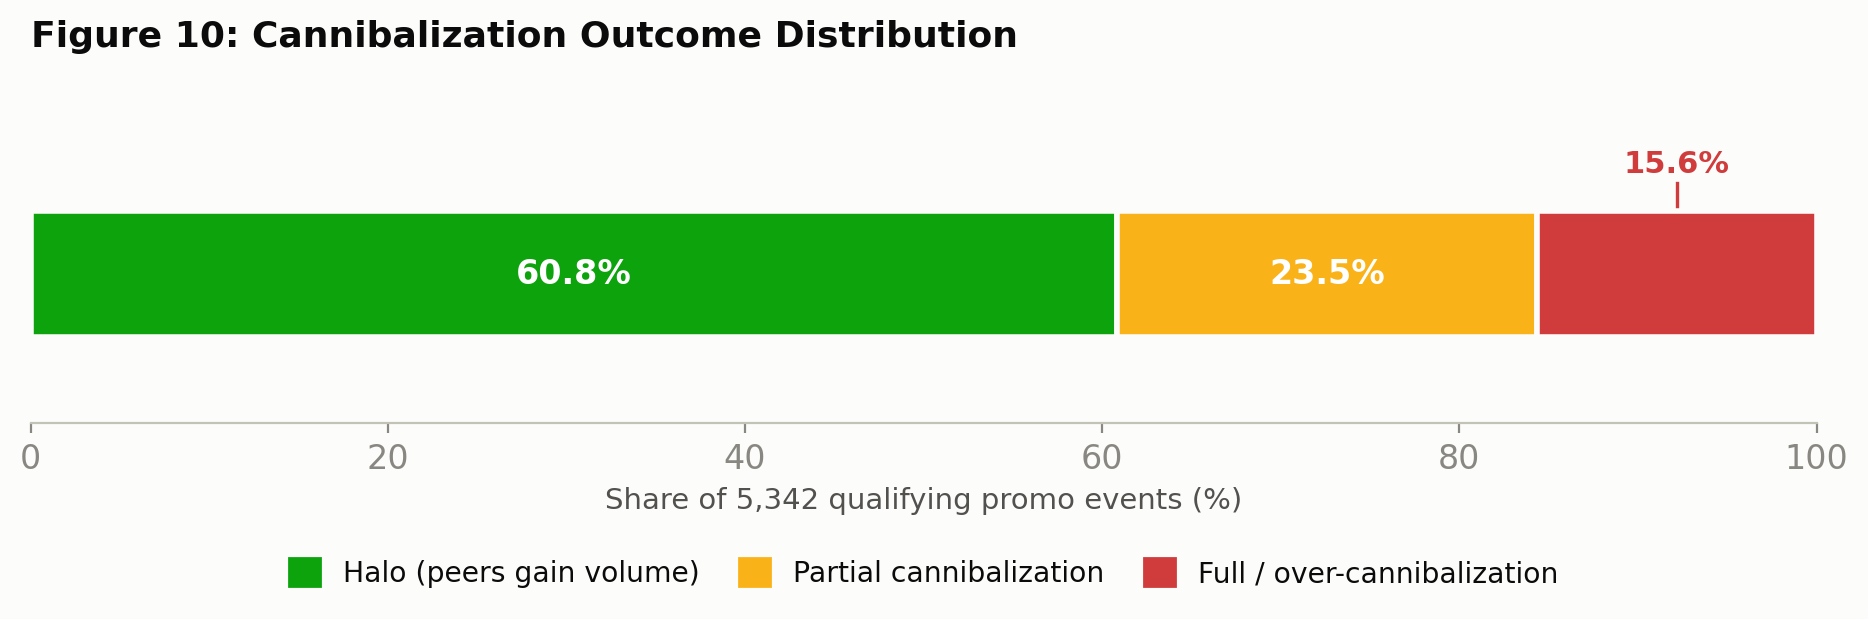 Figure 10: Cannibalization Outcome Distribution
15.6%
60.8% 23.5%
0 20 40 60 80 100
Share of 5,342 qualifying promo events (%)
Halo (peers gain volume) Partial cannibalization Full / over-cannibalization